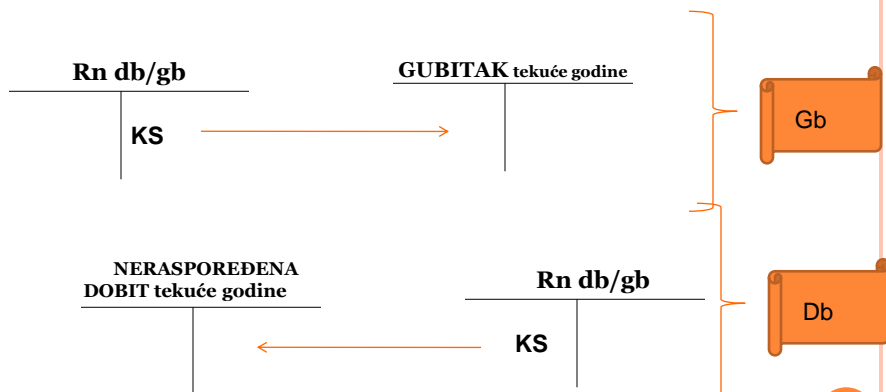 Rn db/gb
GUBITAK tekuće godine
KS
Gb
NERASPOREĐENA
DOBIT tekuće godine
Rn db/gb
KS
Db